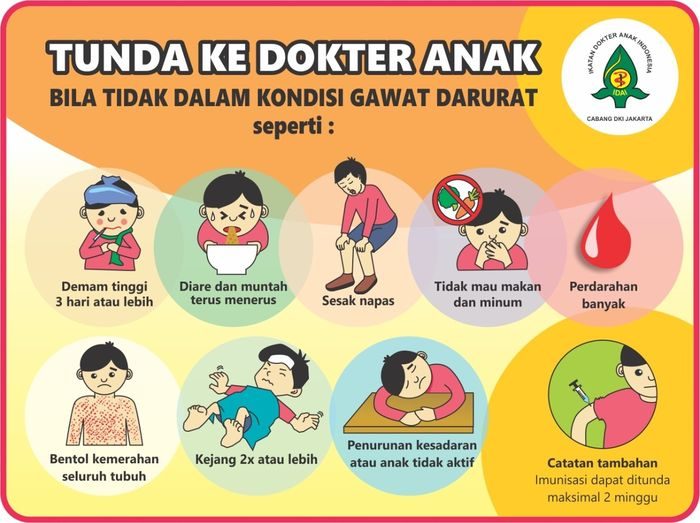 TUNDA KE DOKTER ANAK
BILA TIDAK DALAM KONDISI GAWAT DARURAT
seperti :
IKATAN DOKTER ANAK INDONESIA
IDAI
CABANG DKI JAKARTA
Demam tinggi
3 hari atau lebih
Diare dan muntah
terus menerus
Sesak napas
Tidak mau makan
dan minum
Perdarahan
banyak
Bentol kemerahan
seluruh tubuh
Kejang 2x atau lebih
Penurunan kesadaran
atau anak tidak aktif
Catatan tambahan
Imunisasi dapat ditunda
maksimal 2 minggu